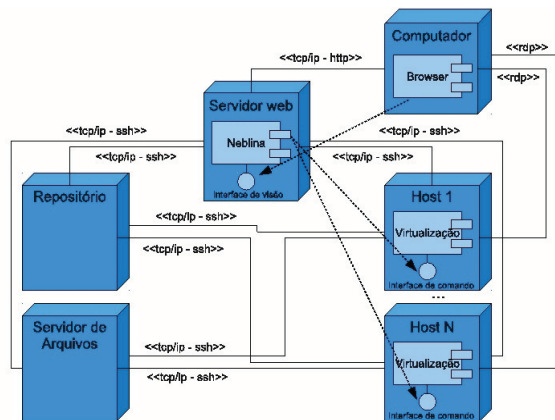 Computador
<<tcp/ip - http>>
<<rdp>>
Browser
<<rdp>>
Servidor web
<<tcp/ip - ssh>>
Neblina
<<tcp/ip - ssh>>
<<tcp/ip - ssh>>
<<tcp/ip - ssh>>
Interface de visão
Repositório
Host 1
<<tcp/ip - ssh>>
Virtualização
<<tcp/ip - ssh>>
Interface de comando
...
Servidor de
Arquivos
Host N
<<tcp/ip - ssh>>
Virtualização
<<tcp/ip - ssh>>
Interface de comando